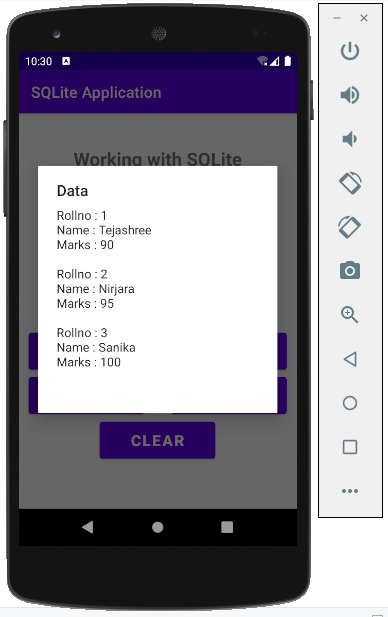 10:30
SQLite Application
Working with SQLite
Data
Rollno : 1
Name : Tejashree
Marks : 90
Rollno : 2
Name : Nirjara
Marks : 95
Rollno : 3
Name : Sanika
Marks : 100
CLEAR